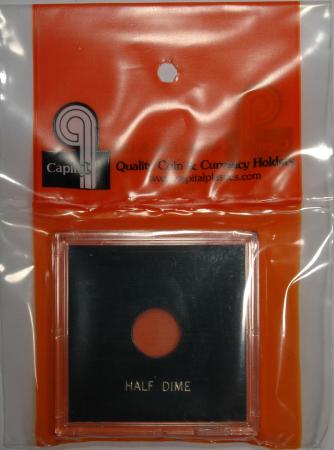 Capital
Quality Coin & Currency Holders
www.capitalplastics.com
HALF DIME